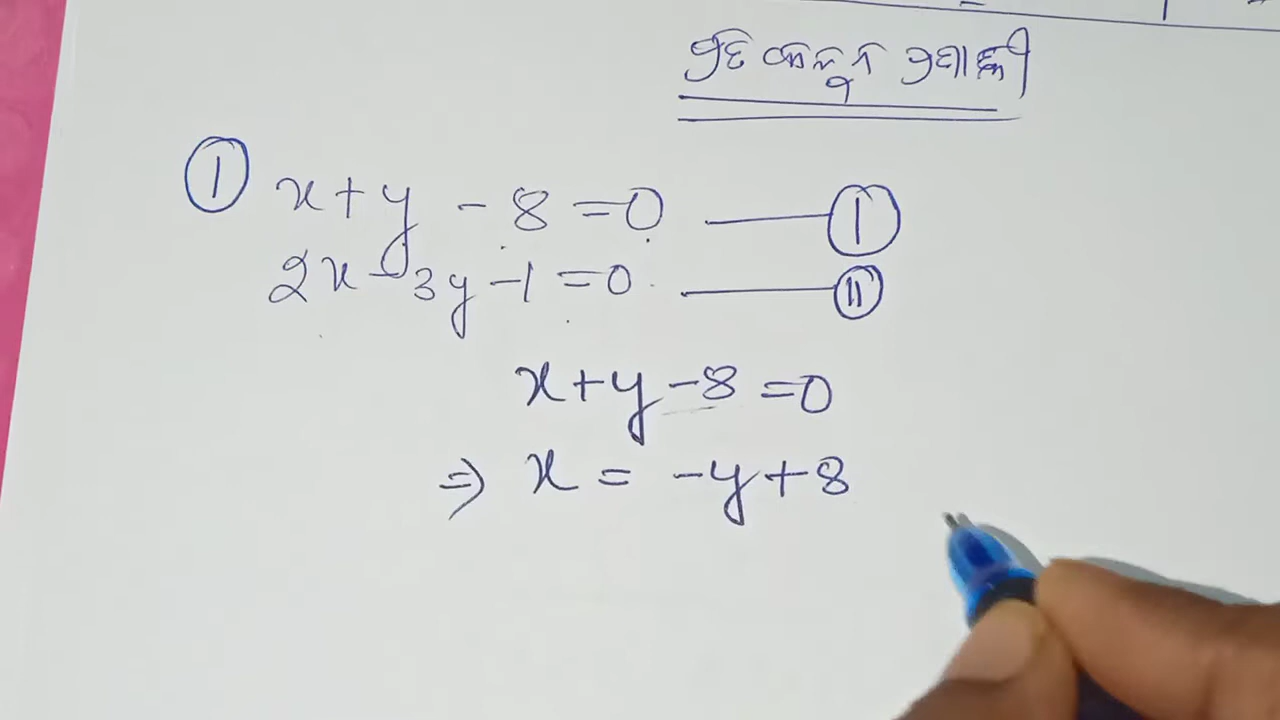 ପ୍ରତି କଳ୍ପନ ପ୍ରଣାଳୀ
① x + y - 8 = 0 ——— Ⓘ
2x - 3y - 1 = 0 ——— Ⓘⓘ
x + y - 8 = 0
⇒ x = -y + 8